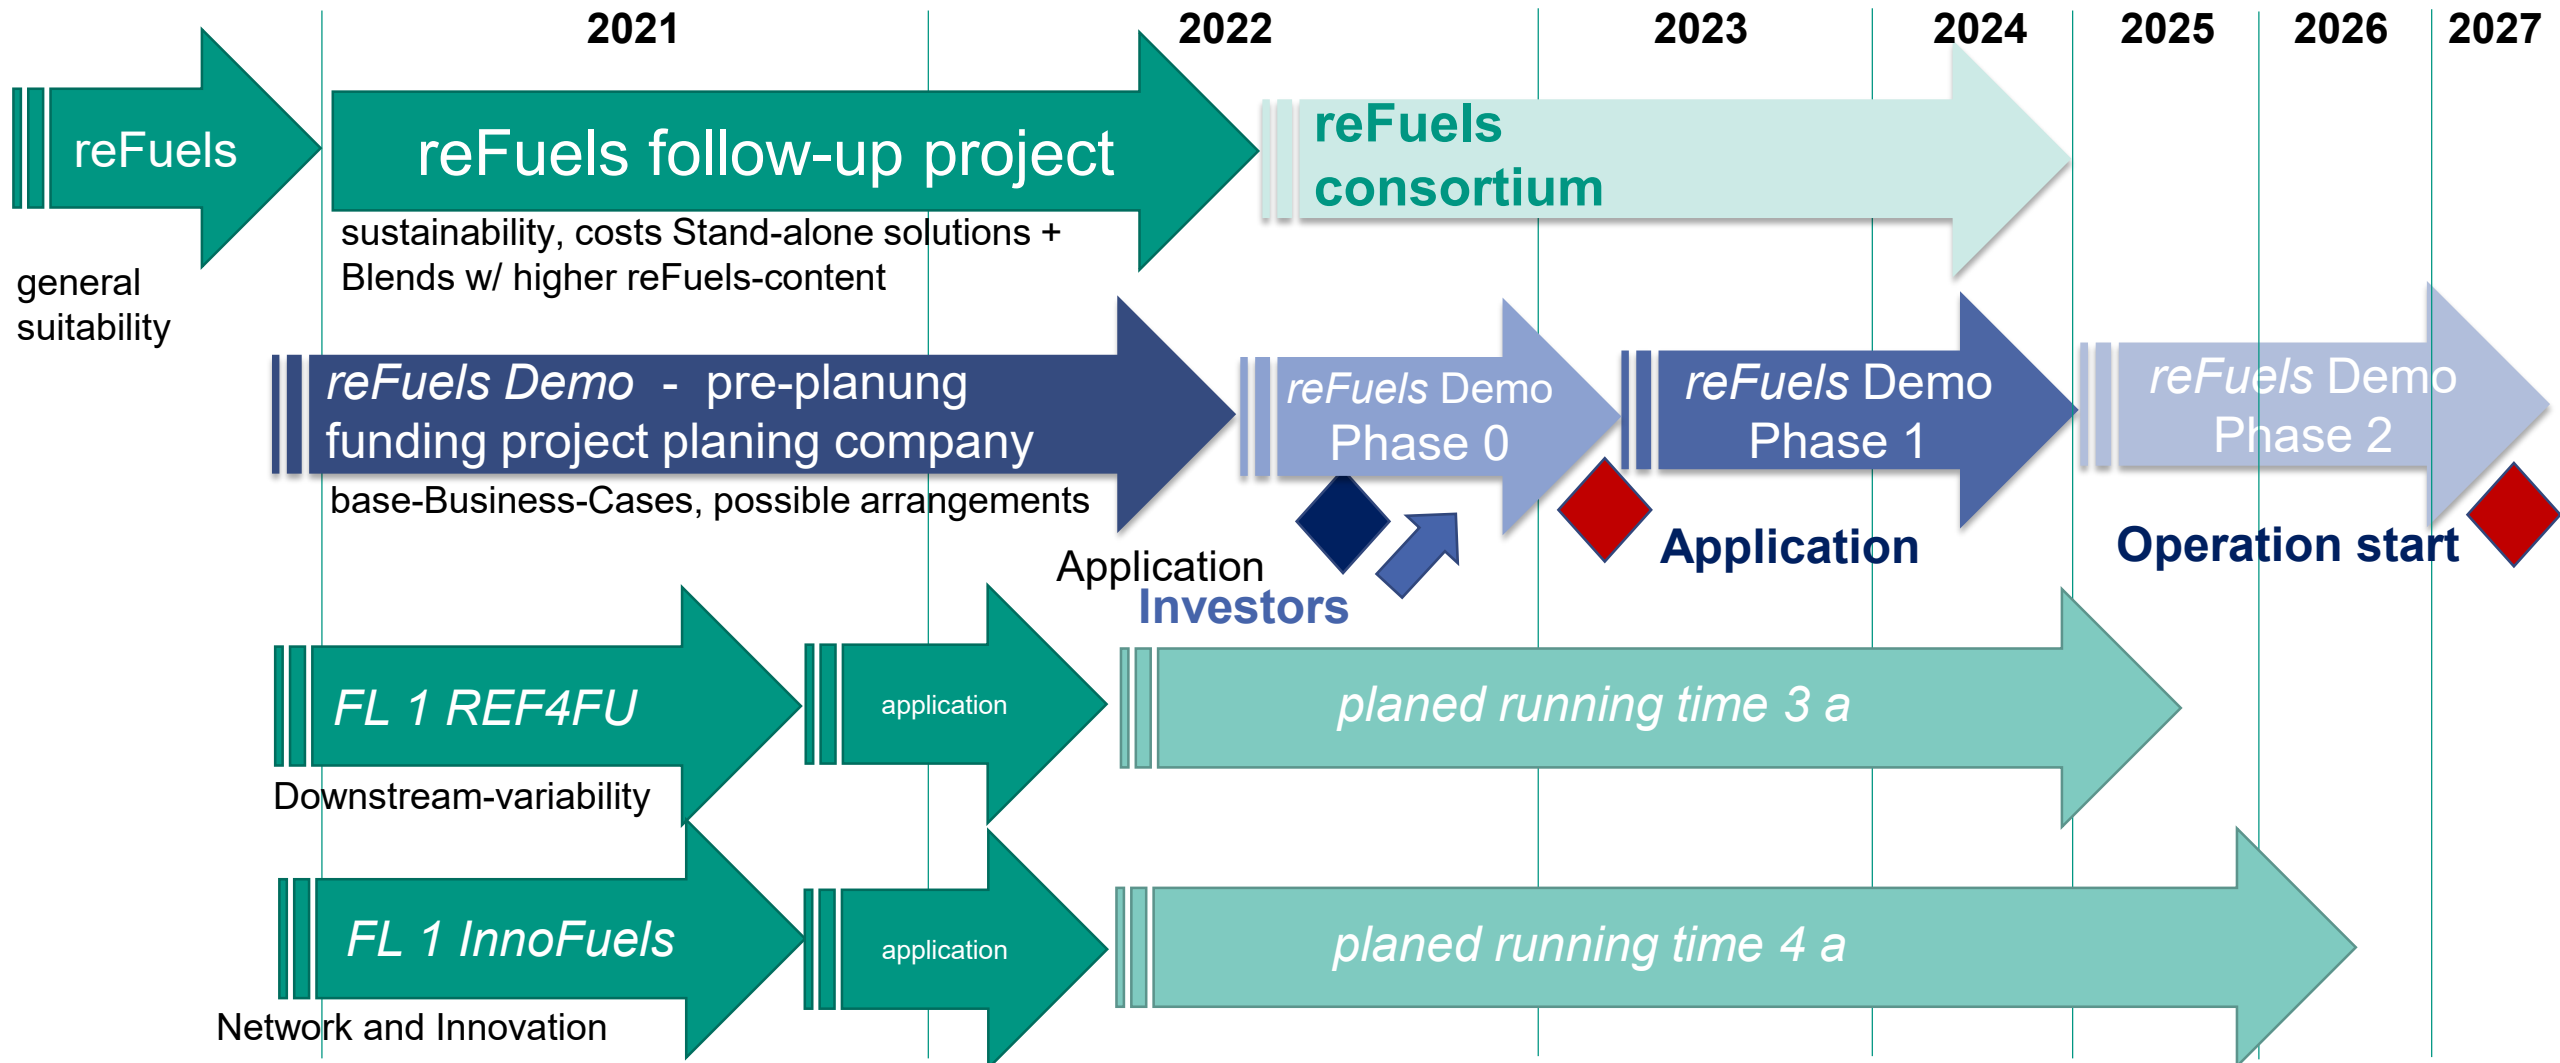 2021 2022 2023 2024 2025 2026 2027
reFuels
reFuels follow-up project
reFuels
consortium
general
suitability
sustainability, costs Stand-alone solutions +
Blends w/ higher reFuels-content
reFuels Demo - pre-planung
funding project planing company
base-Business-Cases, possible arrangements
reFuels Demo
Phase 0
reFuels Demo
Phase 1
reFuels Demo
Phase 2
Application
Investors
Application
Operation start
FL 1 REF4FU
application
planed running time 3 a
Downstream-variability
FL 1 InnoFuels
application
planed running time 4 a
Network and Innovation